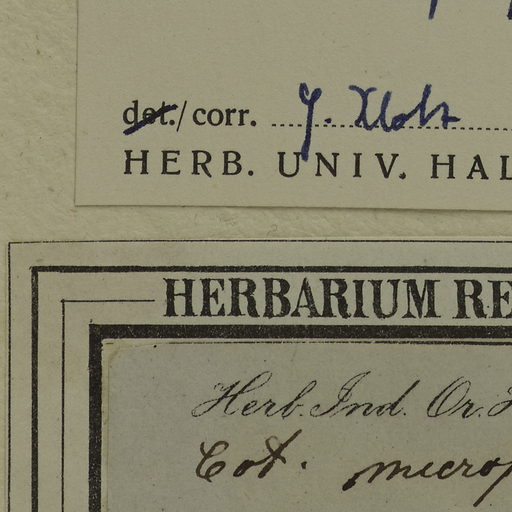 det./corr. G. Klotz
HERB. UNIV. HAL
HERBARIUM RE
Herb. Ind. Or. H
Cot. microp